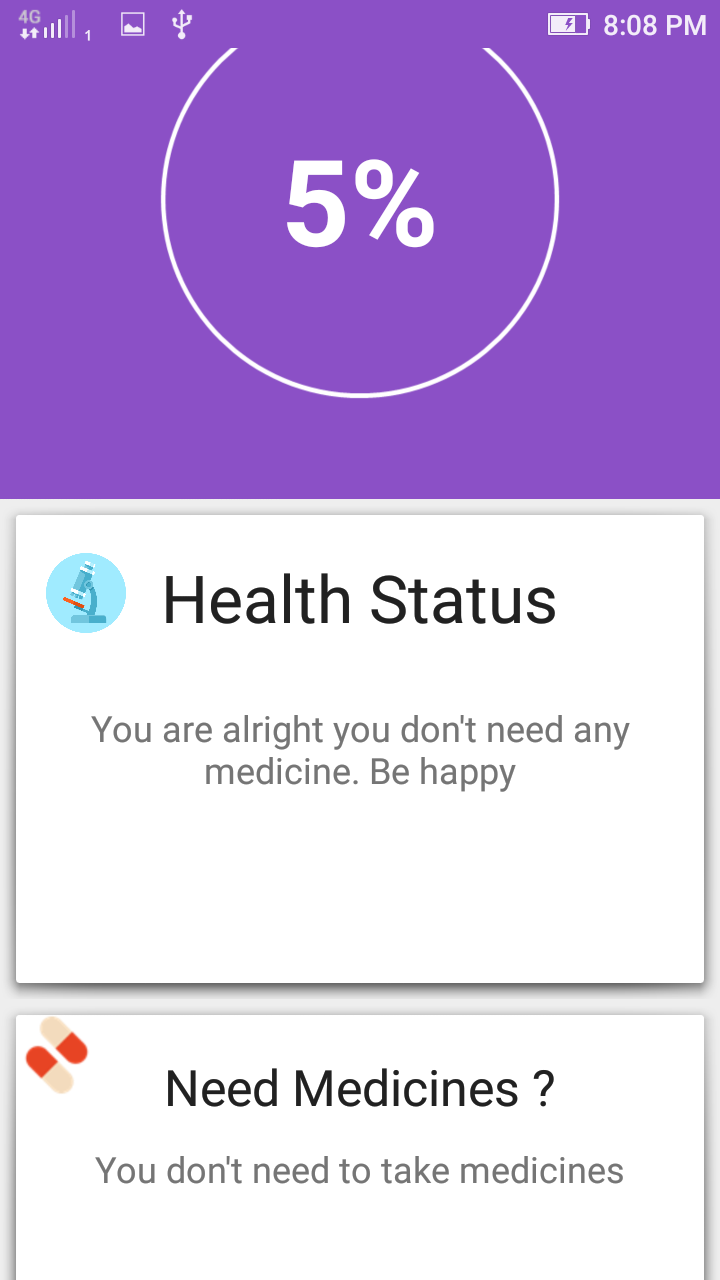 4G 1 8:08 PM
5%
Health Status
You are alright you don't need any
medicine. Be happy
Need Medicines ?
You don't need to take medicines